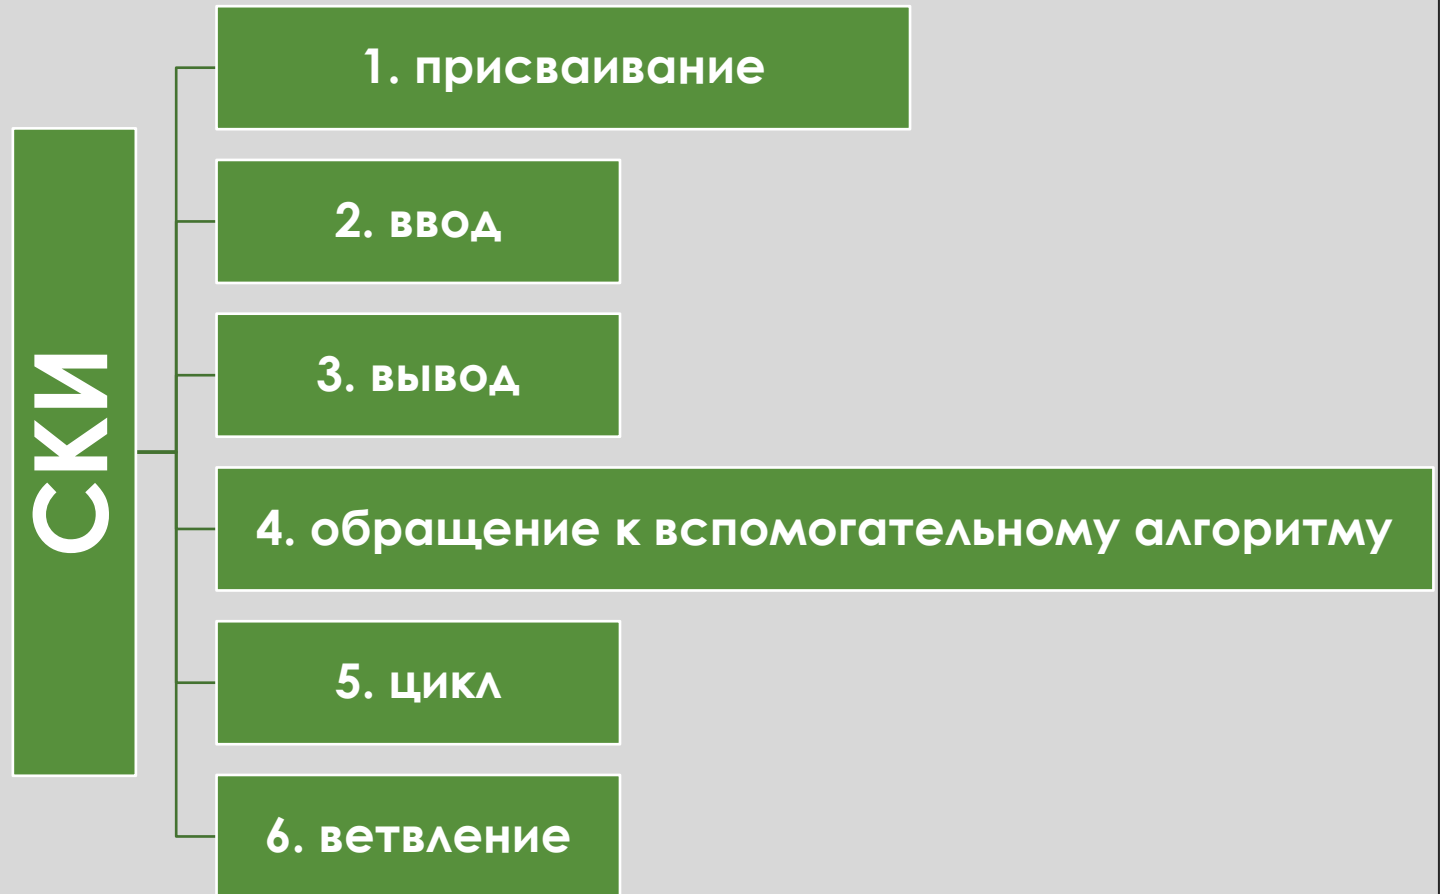 СКИ
1. присваивание
2. ввод
3. вывод
4. обращение к вспомогательному алгоритму
5. цикл
6. ветвление